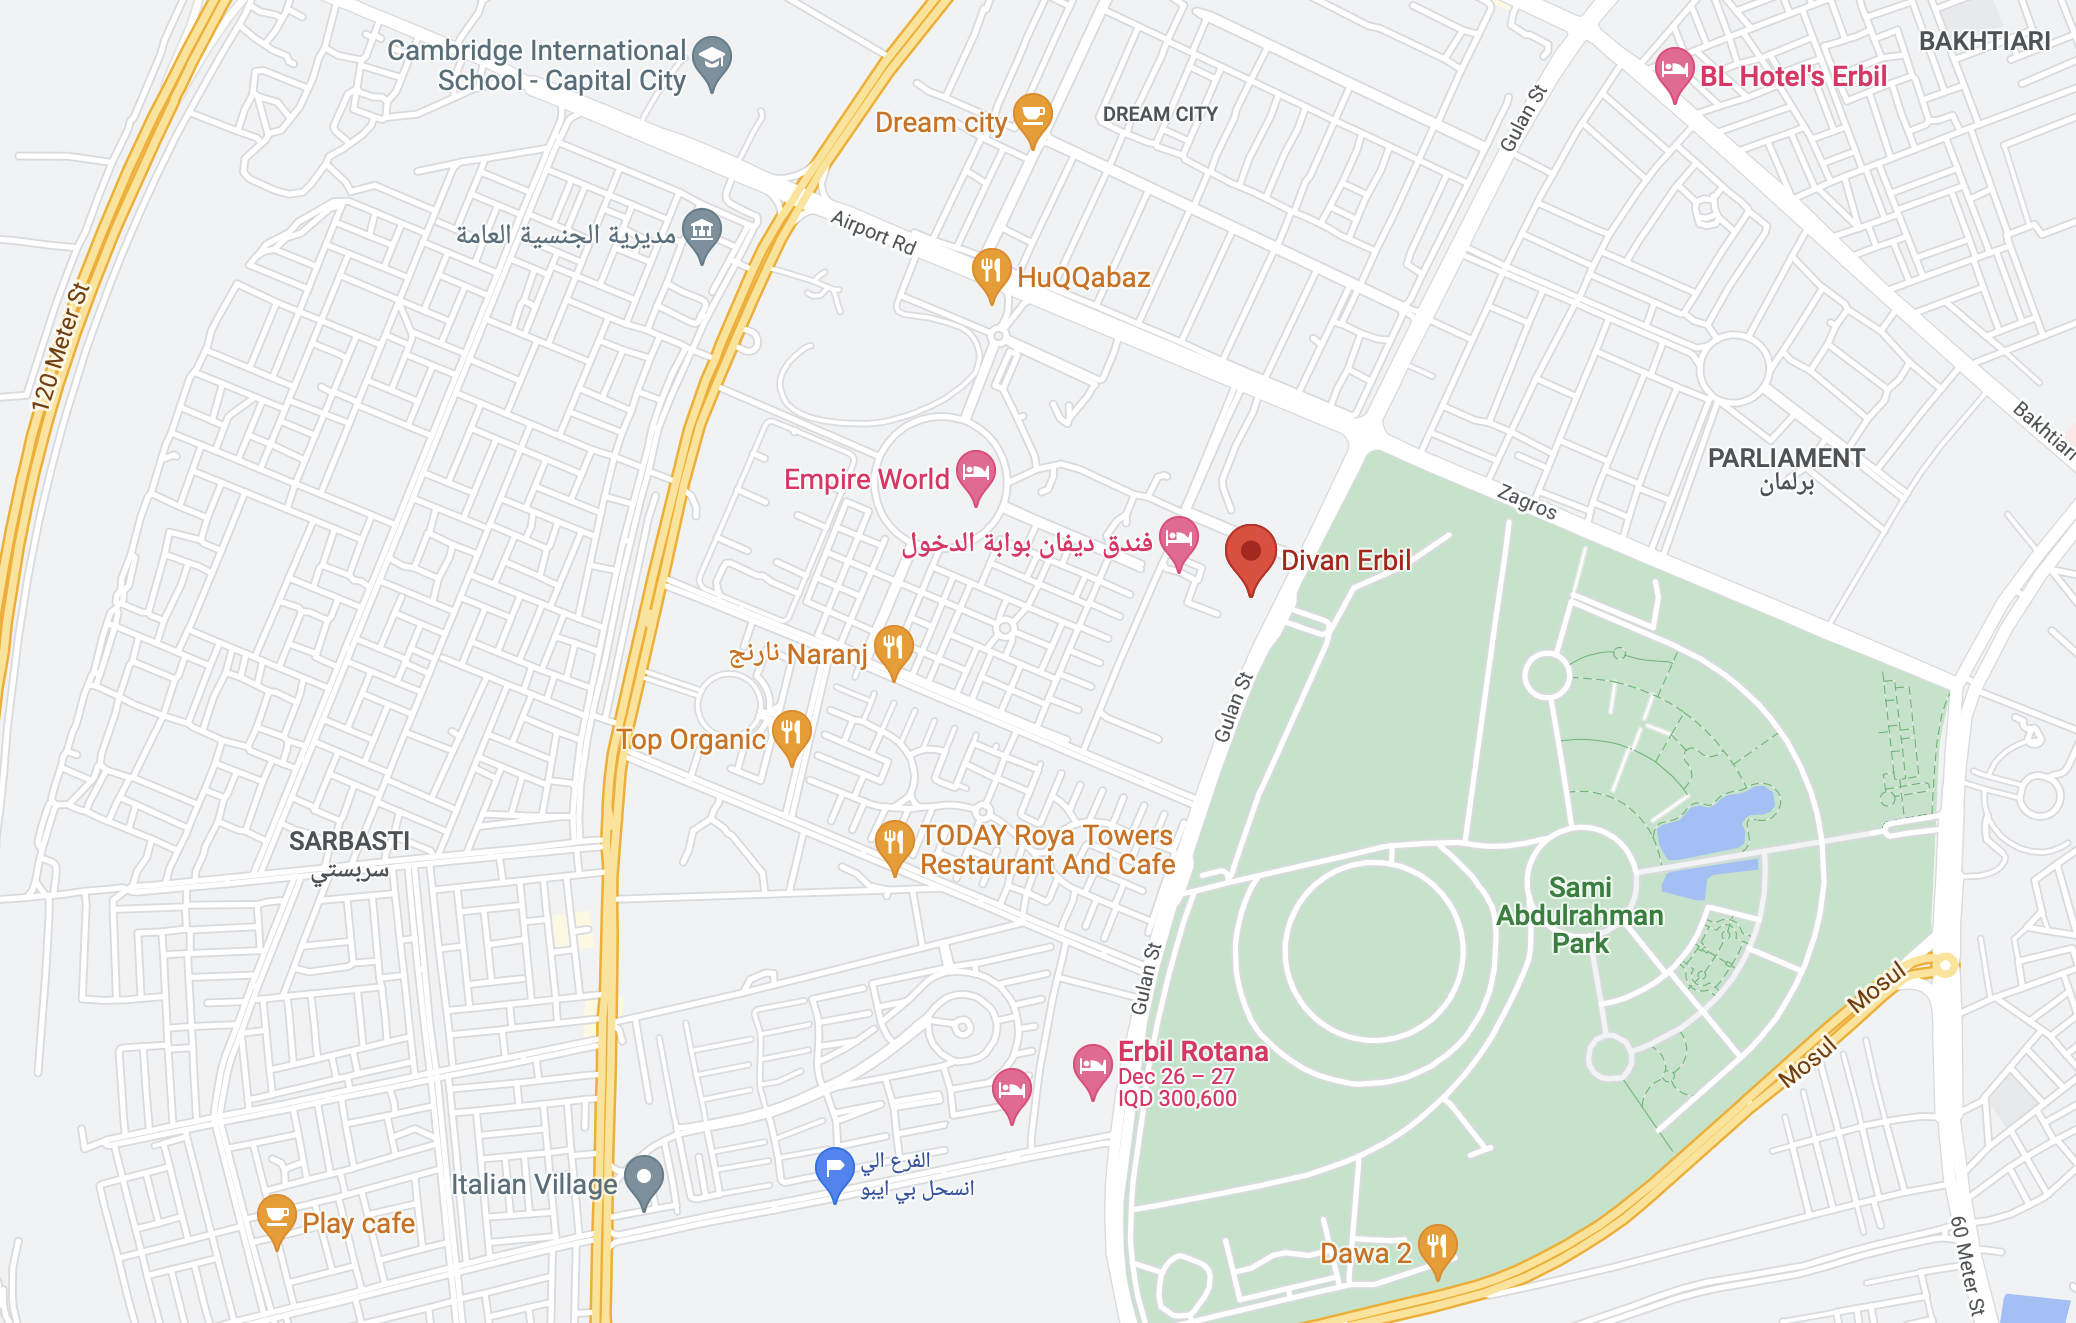 Cambridge International
School - Capital City
BAKHTIARI
BL Hotel's Erbil
Dream city
DREAM CITY
Gulan St
مديرية الجنسية العامة
Airport Rd
HuQQabaz
120 Meter St
Bakhtiari
PARLIAMENT
برلمان
Empire World
Zagros
فندق ديفان بوابة الدخول
Divan Erbil
نارنج Naranj
Gulan St
Top Organic
SARBASTI
سربستي
TODAY Roya Towers
Restaurant And Cafe
Sami
Abdulrahman
Park
Gulan St
Mosul
Mosul
Erbil Rotana
Dec 26 – 27
IQD 300,600
Italian Village
الفرع الي
انسحل بي ايبو
Play cafe
Dawa 2
60 Meter St